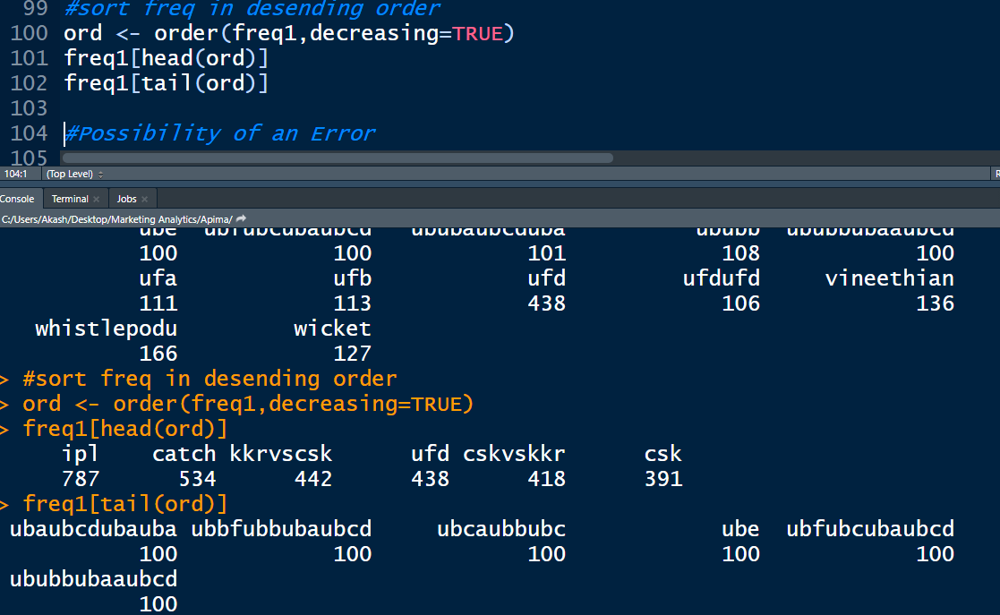 99 #sort freq in desending order
100 ord <- order(freq1,decreasing=TRUE)
101 freq1[head(ord)]
102 freq1[tail(ord)]
103
104 #Possibility of an Error
105
104:1 (Top Level)
Console Terminal × Jobs ×
C:/Users/Akash/Desktop/Marketing Analytics/Apima/
ube ubfubcubaubcd ububaubcduba ububb ububbubaaubcd
100 100 101 108 100
ufa ufb ufd ufdufd vineethian
111 113 438 106 136
whistlepodu wicket
166 127
> #sort freq in desending order
> ord <- order(freq1,decreasing=TRUE)
> freq1[head(ord)]
ipl catch kkrvscsk ufd cskvskkr csk
787 534 442 438 418 391
> freq1[tail(ord)]
ubaubcdubauba ubbfubbubaubcd ubcaubbubc ube ubfubcubaubcd
100 100 100 100 100
ububbubaaubcd
100